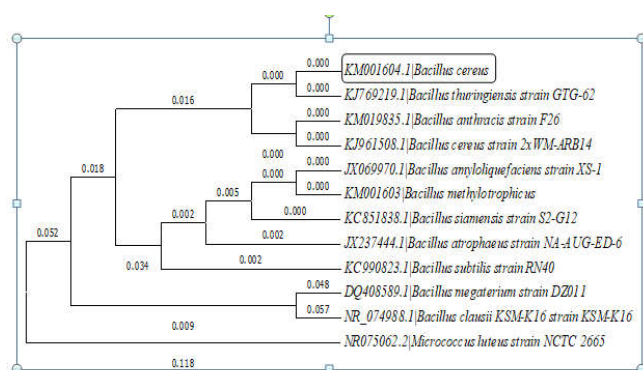 0.000
KM001604.1|Bacillus cereus
0.000
0.000
KJ769219.1|Bacillus thuringiensis strain GTG-62
0.016
0.000
KM019835.1|Bacillus anthracis strain F26
0.000
KJ961508.1|Bacillus cereus strain 2xWM-ARB14
0.000
0.000
0.018
0.000
JX069970.1|Bacillus amyloliquefaciens strain XS-1
0.005
0.000
KM001603|Bacillus methylotrophicus
0.002
0.000
KC851838.1|Bacillus siamensis strain S2-G12
0.052
0.002
JX237444.1|Bacillus atrophaeus strain NA-AUG-ED-6
0.034
0.002
KC990823.1|Bacillus subtilis strain RN40
0.048
DQ408589.1|Bacillus megaterium strain DZ011
0.057
NR_074988.1|Bacillus clausii KSM-K16 strain KSM-K16
0.009
NR075062.2|Micrococcus luteus strain NCTC 2665
0.118